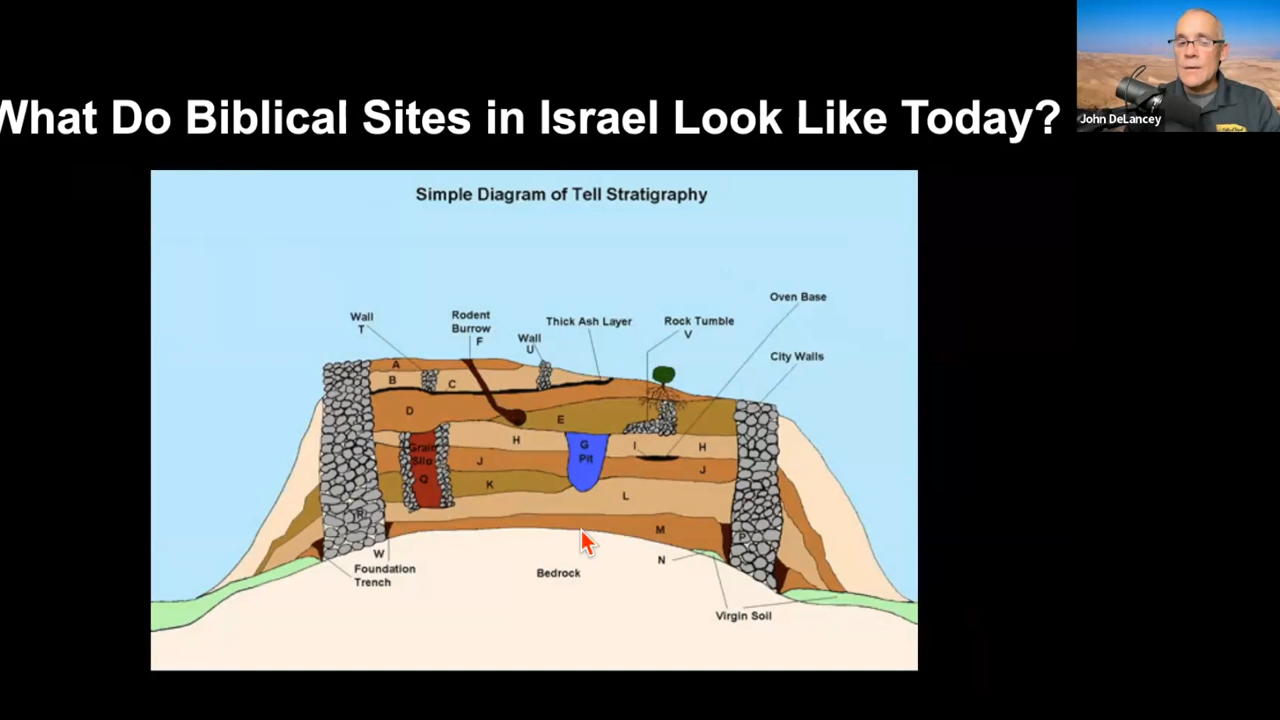 What Do Biblical Sites in Israel Look Like Today?
John DeLancey
Simple Diagram of Tell Stratigraphy
Oven Base
Wall
T
Rodent
Burrow
F
Wall
U
Thick Ash Layer
Rock Tumble
V
City Walls
A
B
C
D
E
H
G
Pit
I
H
Grain
Silo
Q
J
J
K
L
R
M
P
W
Foundation
Trench
N
Bedrock
Virgin Soil